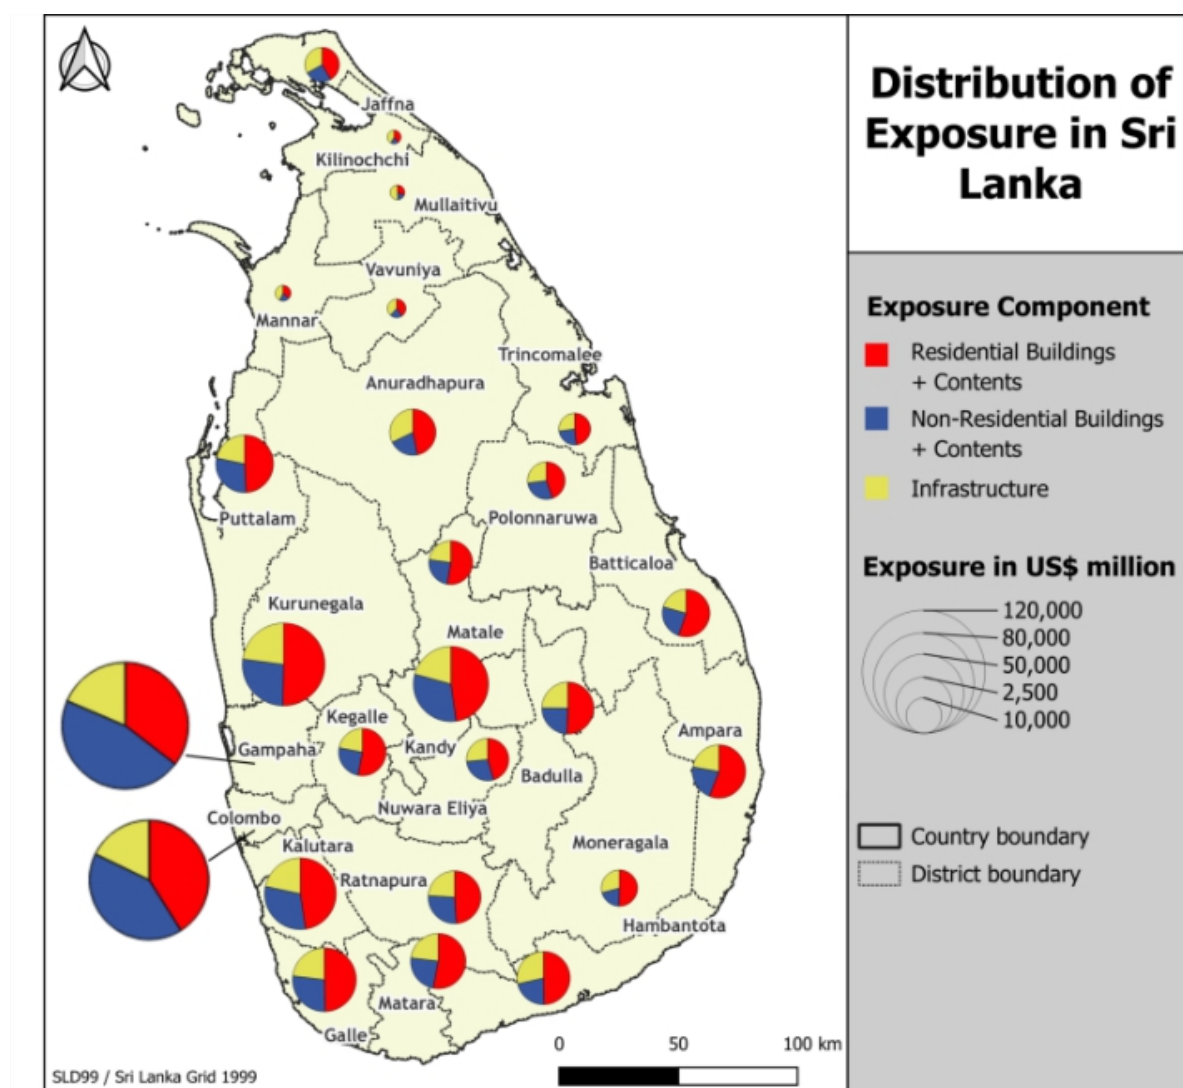 Distribution of
Exposure in Sri
Lanka
Jaffna
Kilinochchi
Mullaitivu
Vavuniya
Mannar
Trincomalee
Anuradhapura
Puttalam
Polonnaruwa
Batticaloa
Kurunegala
Matale
Kegalle
Gampaha
Kandy
Ampara
Badulla
Nuwara Eliya
Colombo
Kalutara
Moneragala
Ratnapura
Hambantota
Matara
Galle
0 50 100 km
SLD99 / Sri Lanka Grid 1999
Exposure Component
Residential Buildings
+ Contents
Non-Residential Buildings
+ Contents
Infrastructure
Exposure in US$ million
120,000
80,000
50,000
2,500
10,000
Country boundary
District boundary